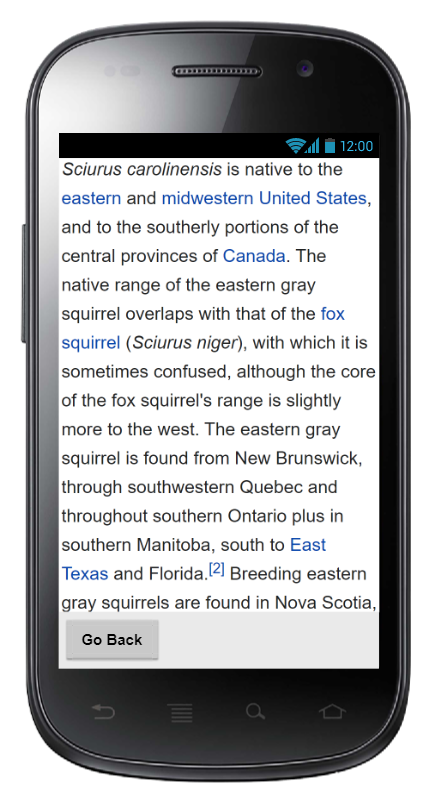 12:00
Sciurus carolinensis is native to the
eastern and midwestern United States,
and to the southerly portions of the
central provinces of Canada. The
native range of the eastern gray
squirrel overlaps with that of the fox
squirrel (Sciurus niger), with which it is
sometimes confused, although the core
of the fox squirrel's range is slightly
more to the west. The eastern gray
squirrel is found from New Brunswick,
through southwestern Quebec and
throughout southern Ontario plus in
southern Manitoba, south to East
Texas and Florida.[2] Breeding eastern
gray squirrels are found in Nova Scotia,
Go Back